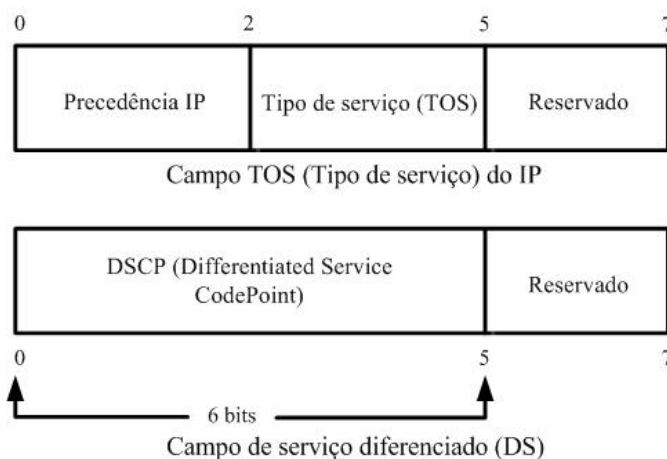 0 2 5 7
Precedência IP Tipo de serviço (TOS) Reservado
Campo TOS (Tipo de serviço) do IP
DSCP (Differentiated Service
CodePoint)
Reservado
0 5 7
6 bits
Campo de serviço diferenciado (DS)